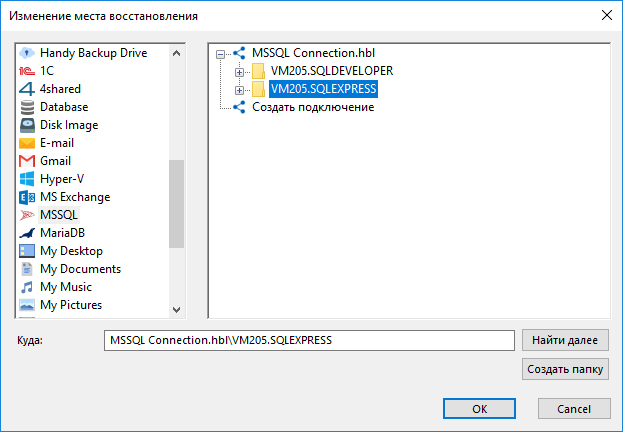 Изменение места восстановления
Handy Backup Drive
1C
4shared
Database
Disk Image
E-mail
Gmail
Hyper-V
MS Exchange
MSSQL
MariaDB
My Desktop
My Documents
My Music
My Pictures
MSSQL Connection.hbl
VM205.SQLDEVELOPER
VM205.SQLEXPRESS
Создать подключение
Куда:
MSSQL Connection.hbl\VM205.SQLEXPRESS
Найти далее
Создать папку
OK
Cancel